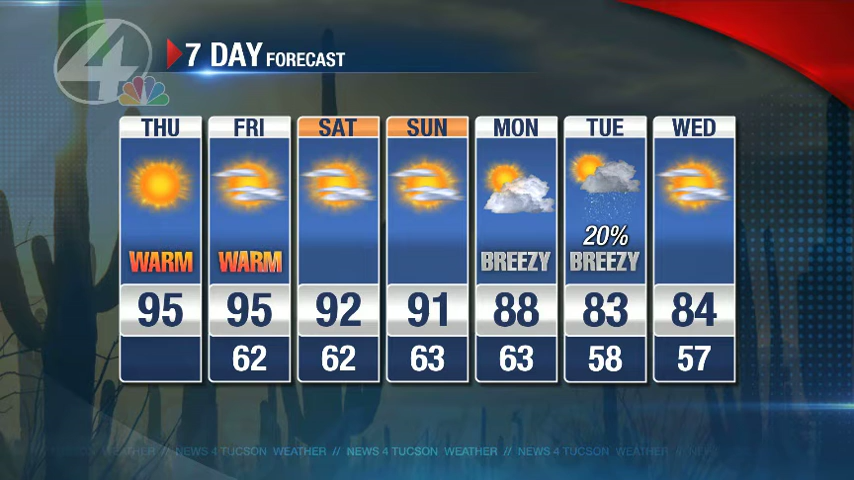 4
7 DAY FORECAST
THU FRI SAT SUN MON TUE WED
20%
WARM WARM BREEZY BREEZY
95 95 92 91 88 83 84
62 62 63 63 58 57
WEATHER // NEWS 4 TUCSON WEATHER // NEWS 4 TUCSON WEATHER // NEWS 4 TUCSON WEATHER //